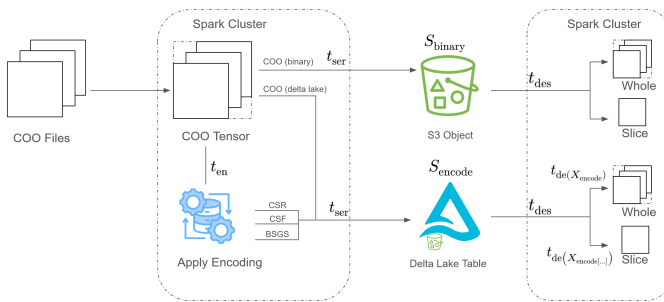 Spark Cluster
Spark Cluster
COO Files
COO Tensor
COO (binary)
COO (delta lake)
t_ser
S_binary
S3 Object
t_des
Whole
Slice
t_en
Apply Encoding
CSR
CSF
BSGS
t_ser
S_encode
Delta Lake Table
t_des
t_de(X_encode)
Whole
t_de(X_encode[...])
Slice